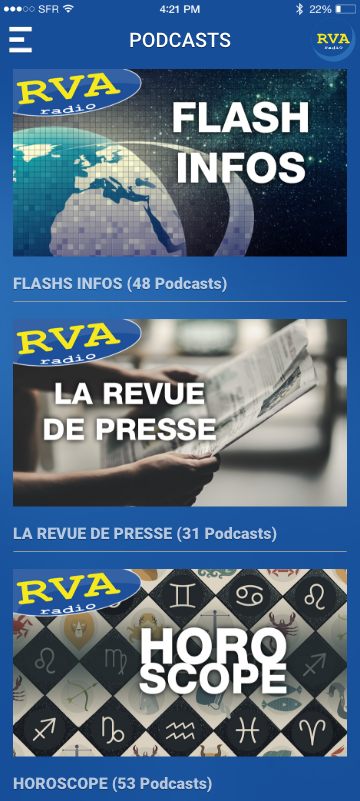 SFR
4:21 PM
22%
PODCASTS
RVA
radio
RVA
radio
FLASH
INFOS
FLASHS INFOS (48 Podcasts)
RVA
radio
LA REVUE
DE PRESSE
LA REVUE DE PRESSE (31 Podcasts)
RVA
radio
HORO
SCOPE
HOROSCOPE (53 Podcasts)